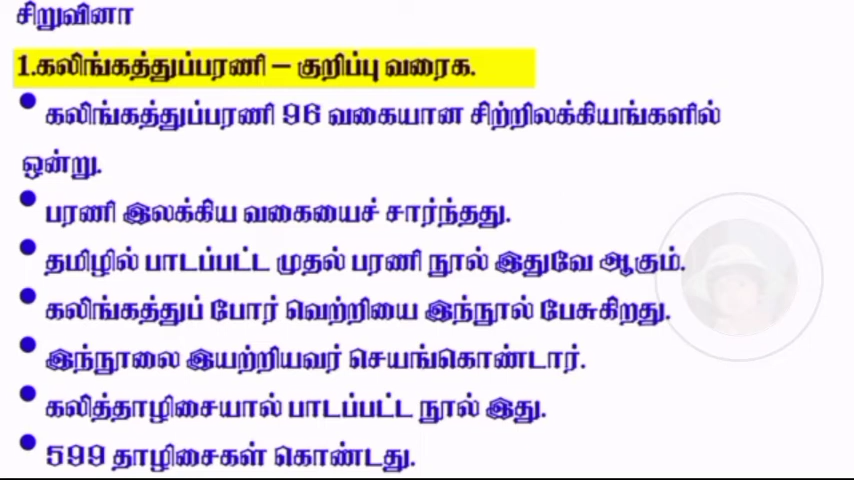 சிறுவினா
1.கலிங்கத்துப்பரணி – குறிப்பு வரைக.
• கலிங்கத்துப்பரணி 96 வகையான சிற்றிலக்கியங்களில்
ஒன்று.
• பரணி இலக்கிய வகையைச் சார்ந்தது.
• தமிழில் பாடப்பட்ட முதல் பரணி நூல் இதுவே ஆகும்.
• கலிங்கத்துப் போர் வெற்றியை இந்நூல் பேசுகிறது.
• இந்நூலை இயற்றியவர் செயங்கொண்டார்.
• கலித்தாழிசையால் பாடப்பட்ட நூல் இது.
• 599 தாழிசைகள் கொண்டது.